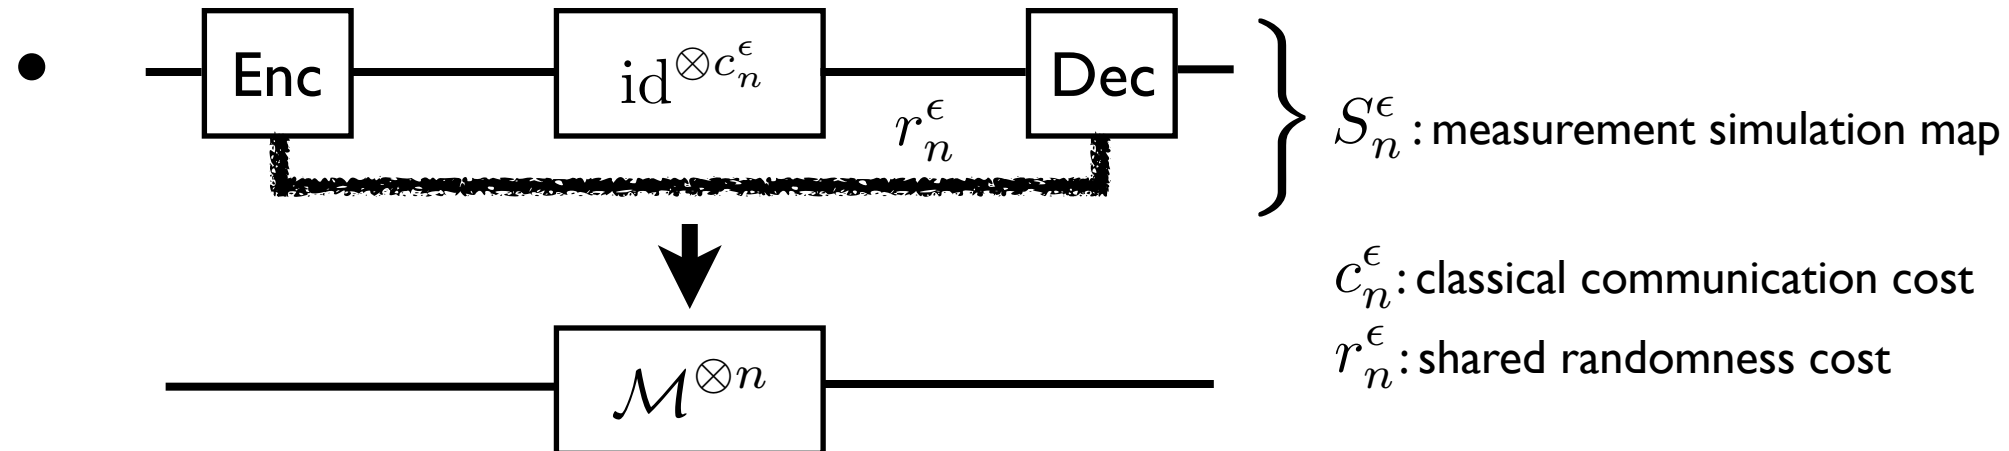 • Enc id^{⊗c_n^ϵ} Dec
r_n^ϵ
S_n^ϵ : measurement simulation map
c_n^ϵ : classical communication cost
r_n^ϵ : shared randomness cost
ℳ^{⊗n}